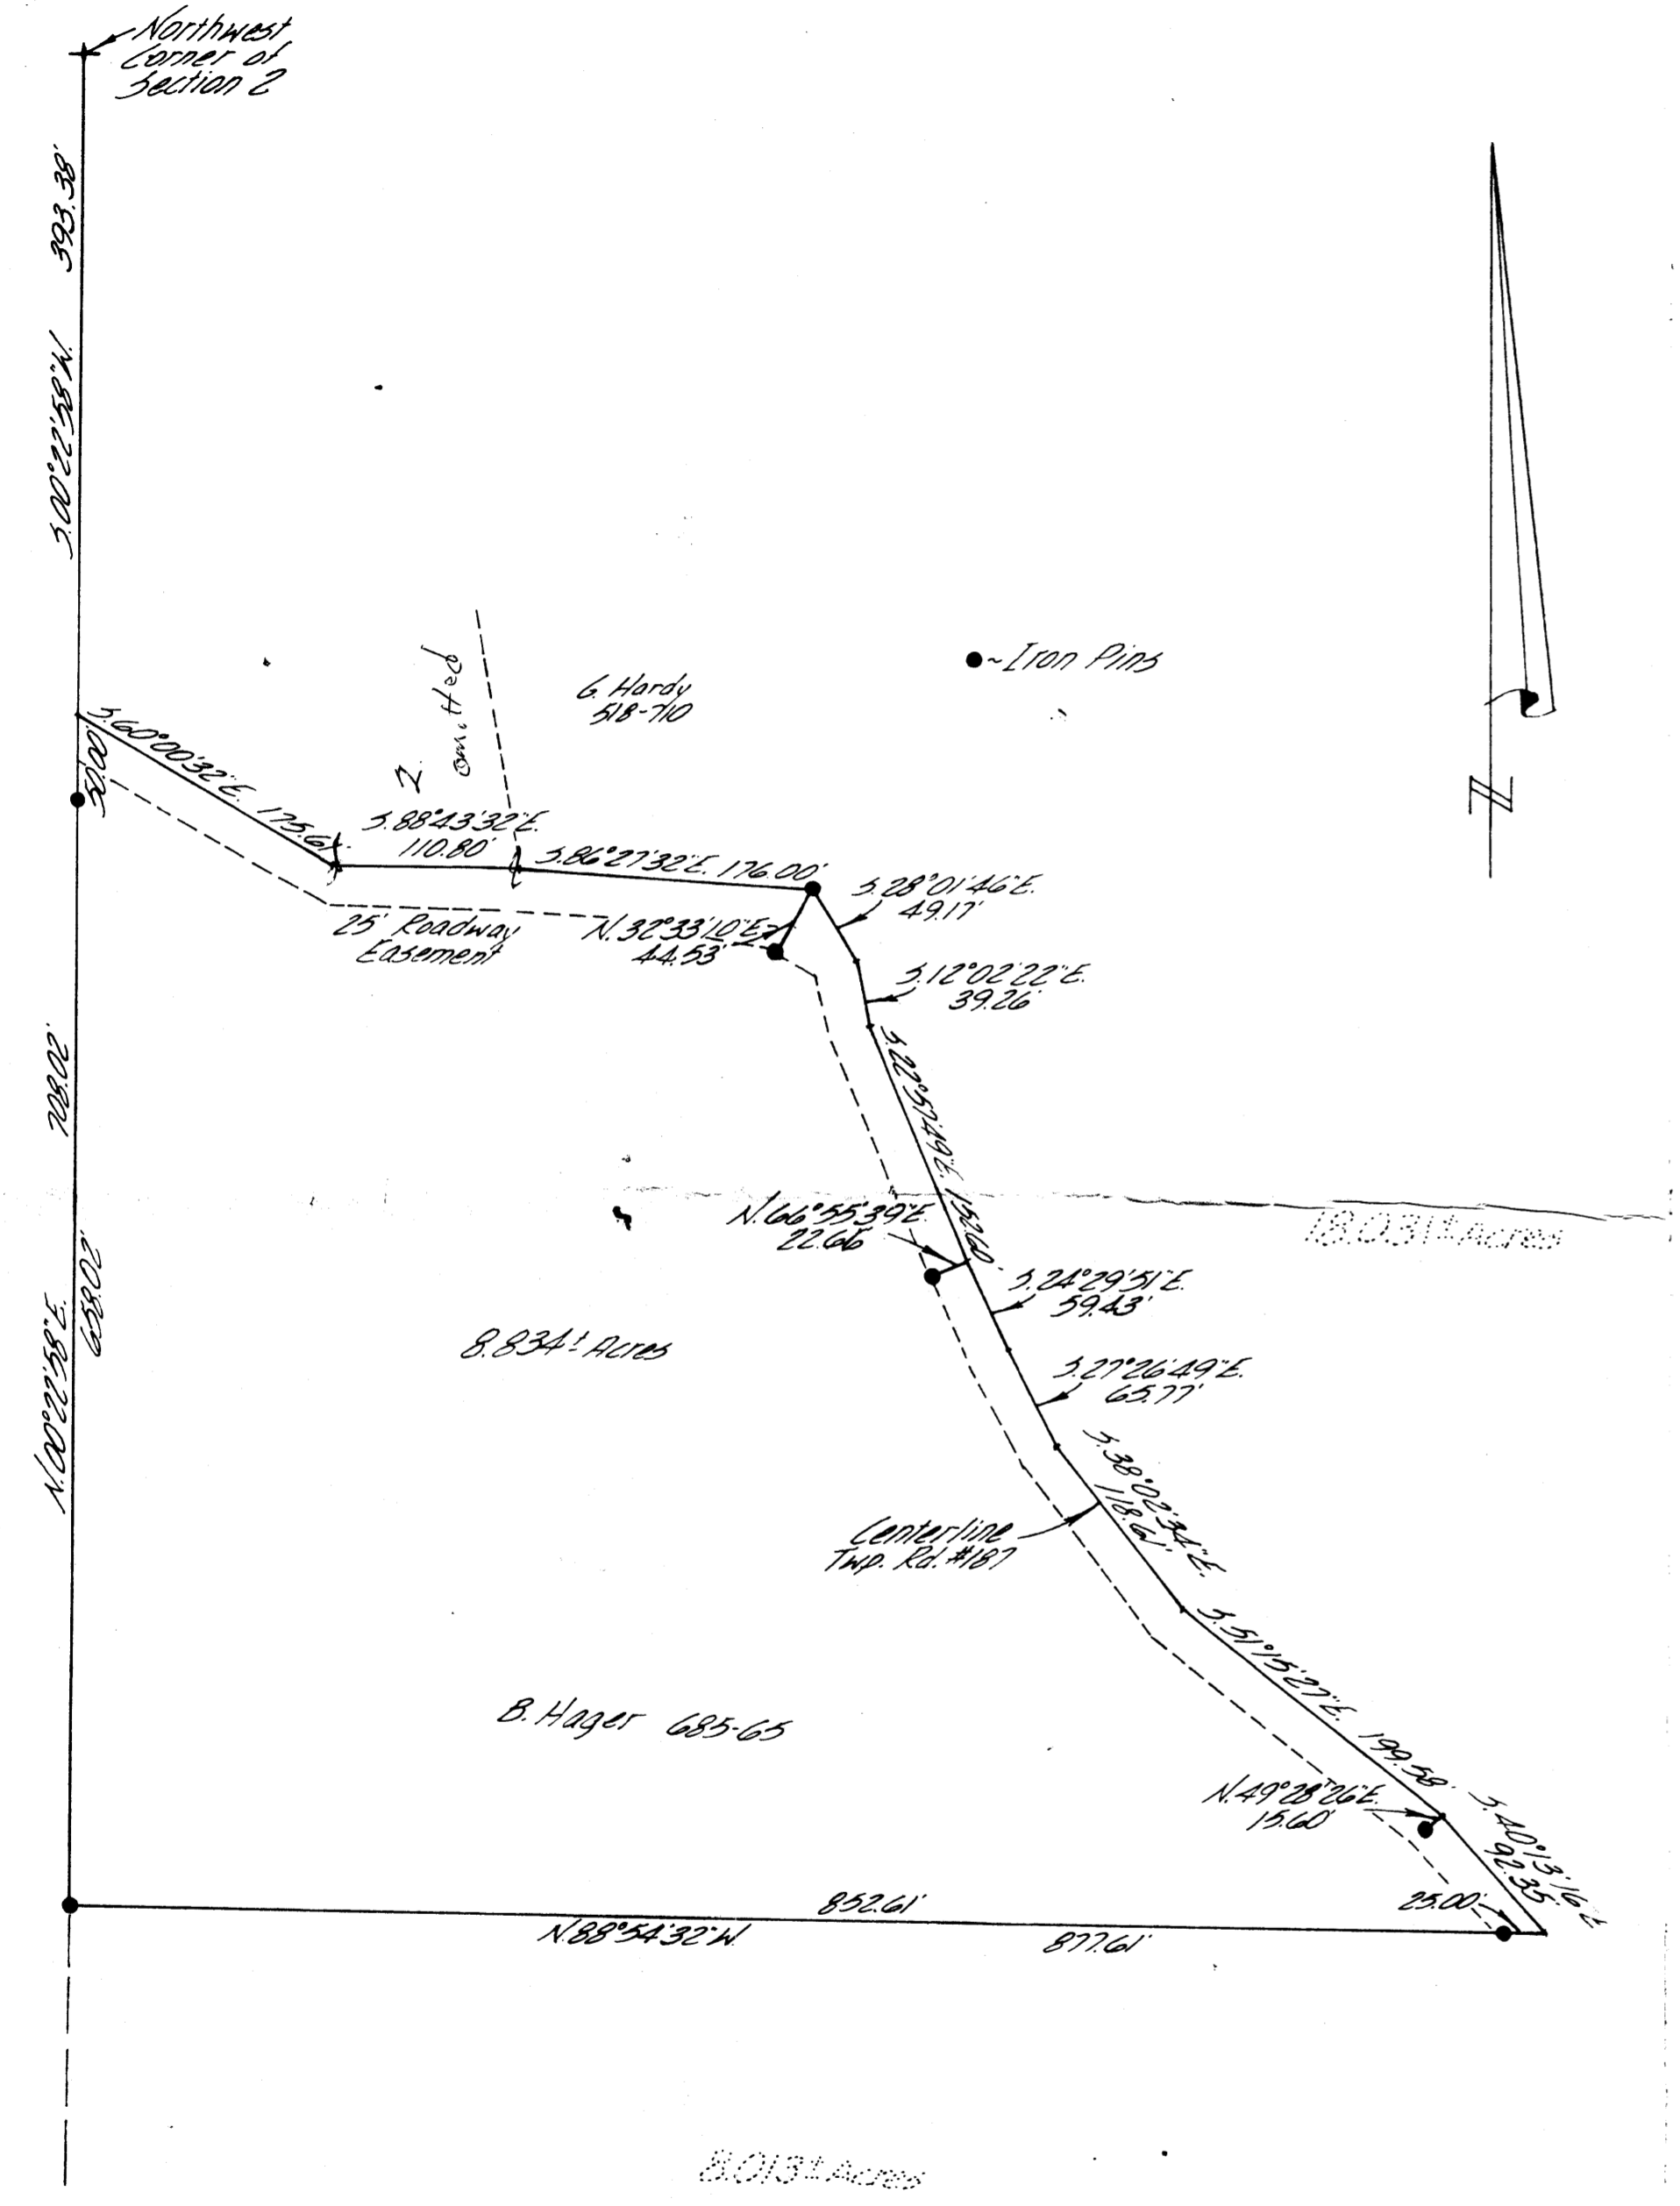 Northwest
Corner of
Section 2
393.38'
S.00°22'58"W.
omitted
2
G. Hardy
518-710
●~Iron Pins
S.60°00'32"E. 175.61'
50.00'
S.88°43'32"E.
110.80'
S.86°27'32"E. 176.00'
S.28°01'46"E.
49.17'
25' Roadway
Easement
N.32°33'10"E.
44.53'
S.12°02'22"E.
39.26'
708.02'
S.22°51'49"E. 152.60'
N.66°55'39"E.
22.66'
18.031± Acres
658.02'
N.00°22'58"E.
S.24°29'51"E.
59.43'
8.834± Acres
S.27°26'49"E.
65.77'
S.38°02'34"E.
118.61'
Centerline
Twp. Rd. #187
S.51°15'27"E. 199.58'
B. Hager 685-65
N.49°28'26"E.
15.60'
S.40°13'16"E
92.35'
25.00'
852.61'
N.88°54'32"W.
877.61'
N
8.013± Acres